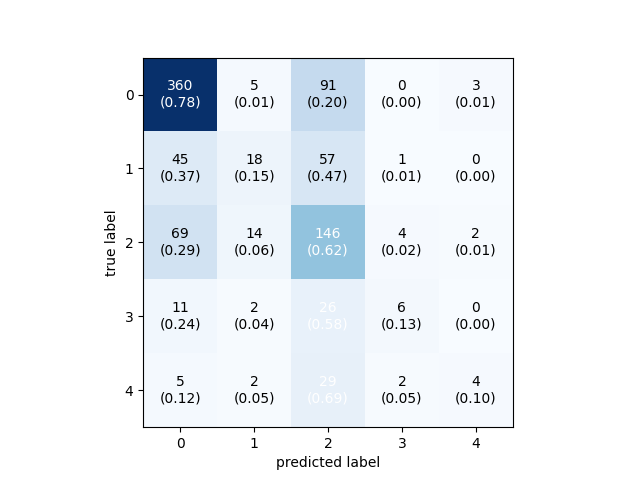 0 360 5 91 0 3
(0.78) (0.01) (0.20) (0.00) (0.01)
1 45 18 57 1 0
(0.37) (0.15) (0.47) (0.01) (0.00)
2 69 14 146 4 2
(0.29) (0.06) (0.62) (0.02) (0.01)
3 11 2 26 6 0
(0.24) (0.04) (0.58) (0.13) (0.00)
4 5 2 29 2 4
(0.12) (0.05) (0.69) (0.05) (0.10)
0 1 2 3 4
predicted label
true label